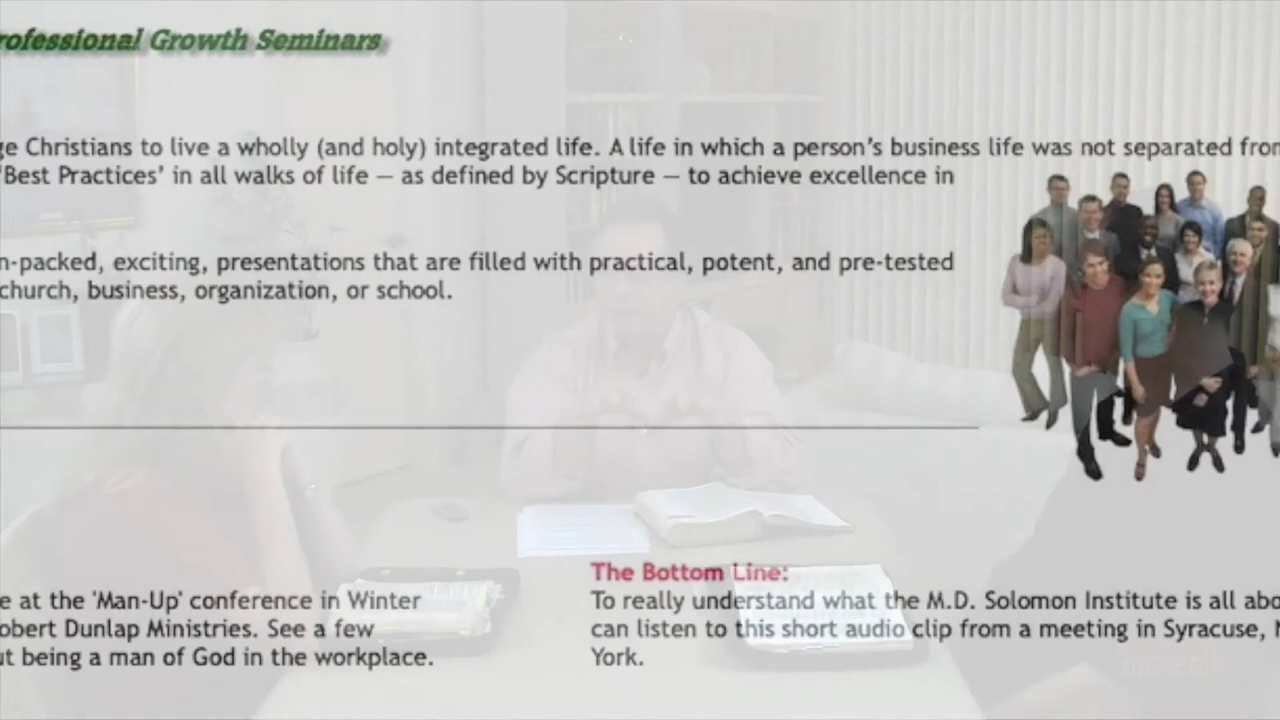 rofessional Growth Seminars
ge Christians to live a wholly (and holy) integrated life. A life in which a person's business life was not separated from
'Best Practices' in all walks of life — as defined by Scripture — to achieve excellence in
n-packed, exciting, presentations that are filled with practical, potent, and pre-tested
church, business, organization, or school.
e at the 'Man-Up' conference in Winter
obert Dunlap Ministries. See a few
ut being a man of God in the workplace.
The Bottom Line:
To really understand what the M.D. Solomon Institute is all abo
can listen to this short audio clip from a meeting in Syracuse, N
York.